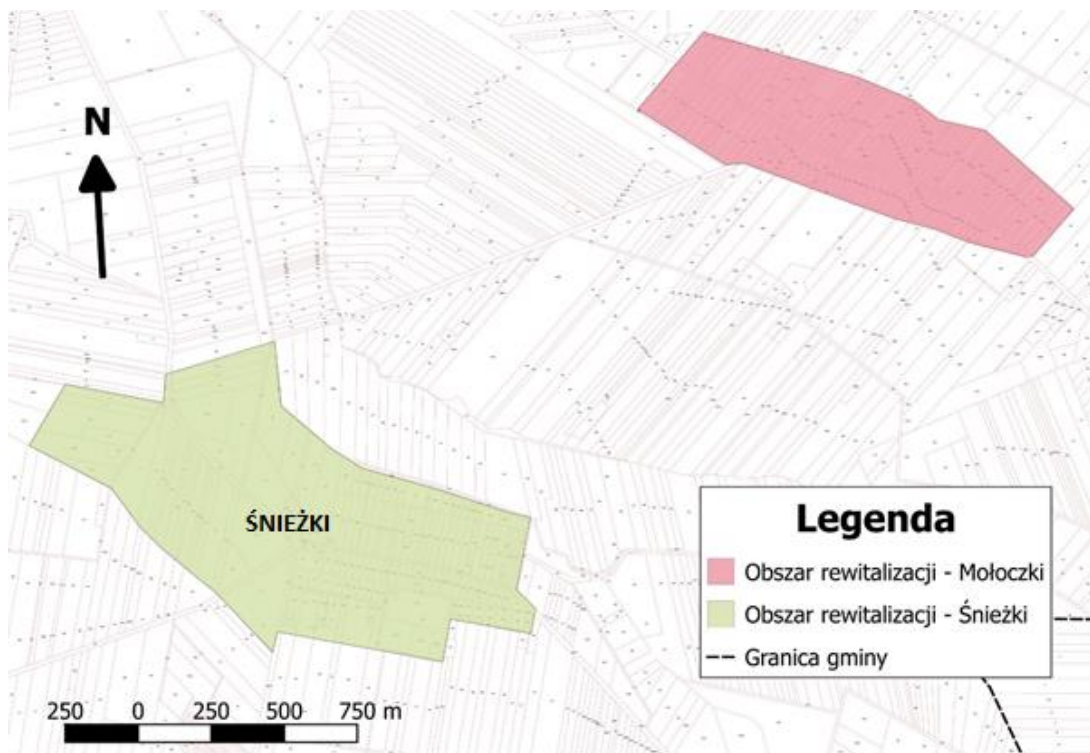 N
ŚNIEŻKI
Legenda
Obszar rewitalizacji - Mołoczki
Obszar rewitalizacji - Śnieżki
Granica gminy
250 0 250 500 750 m